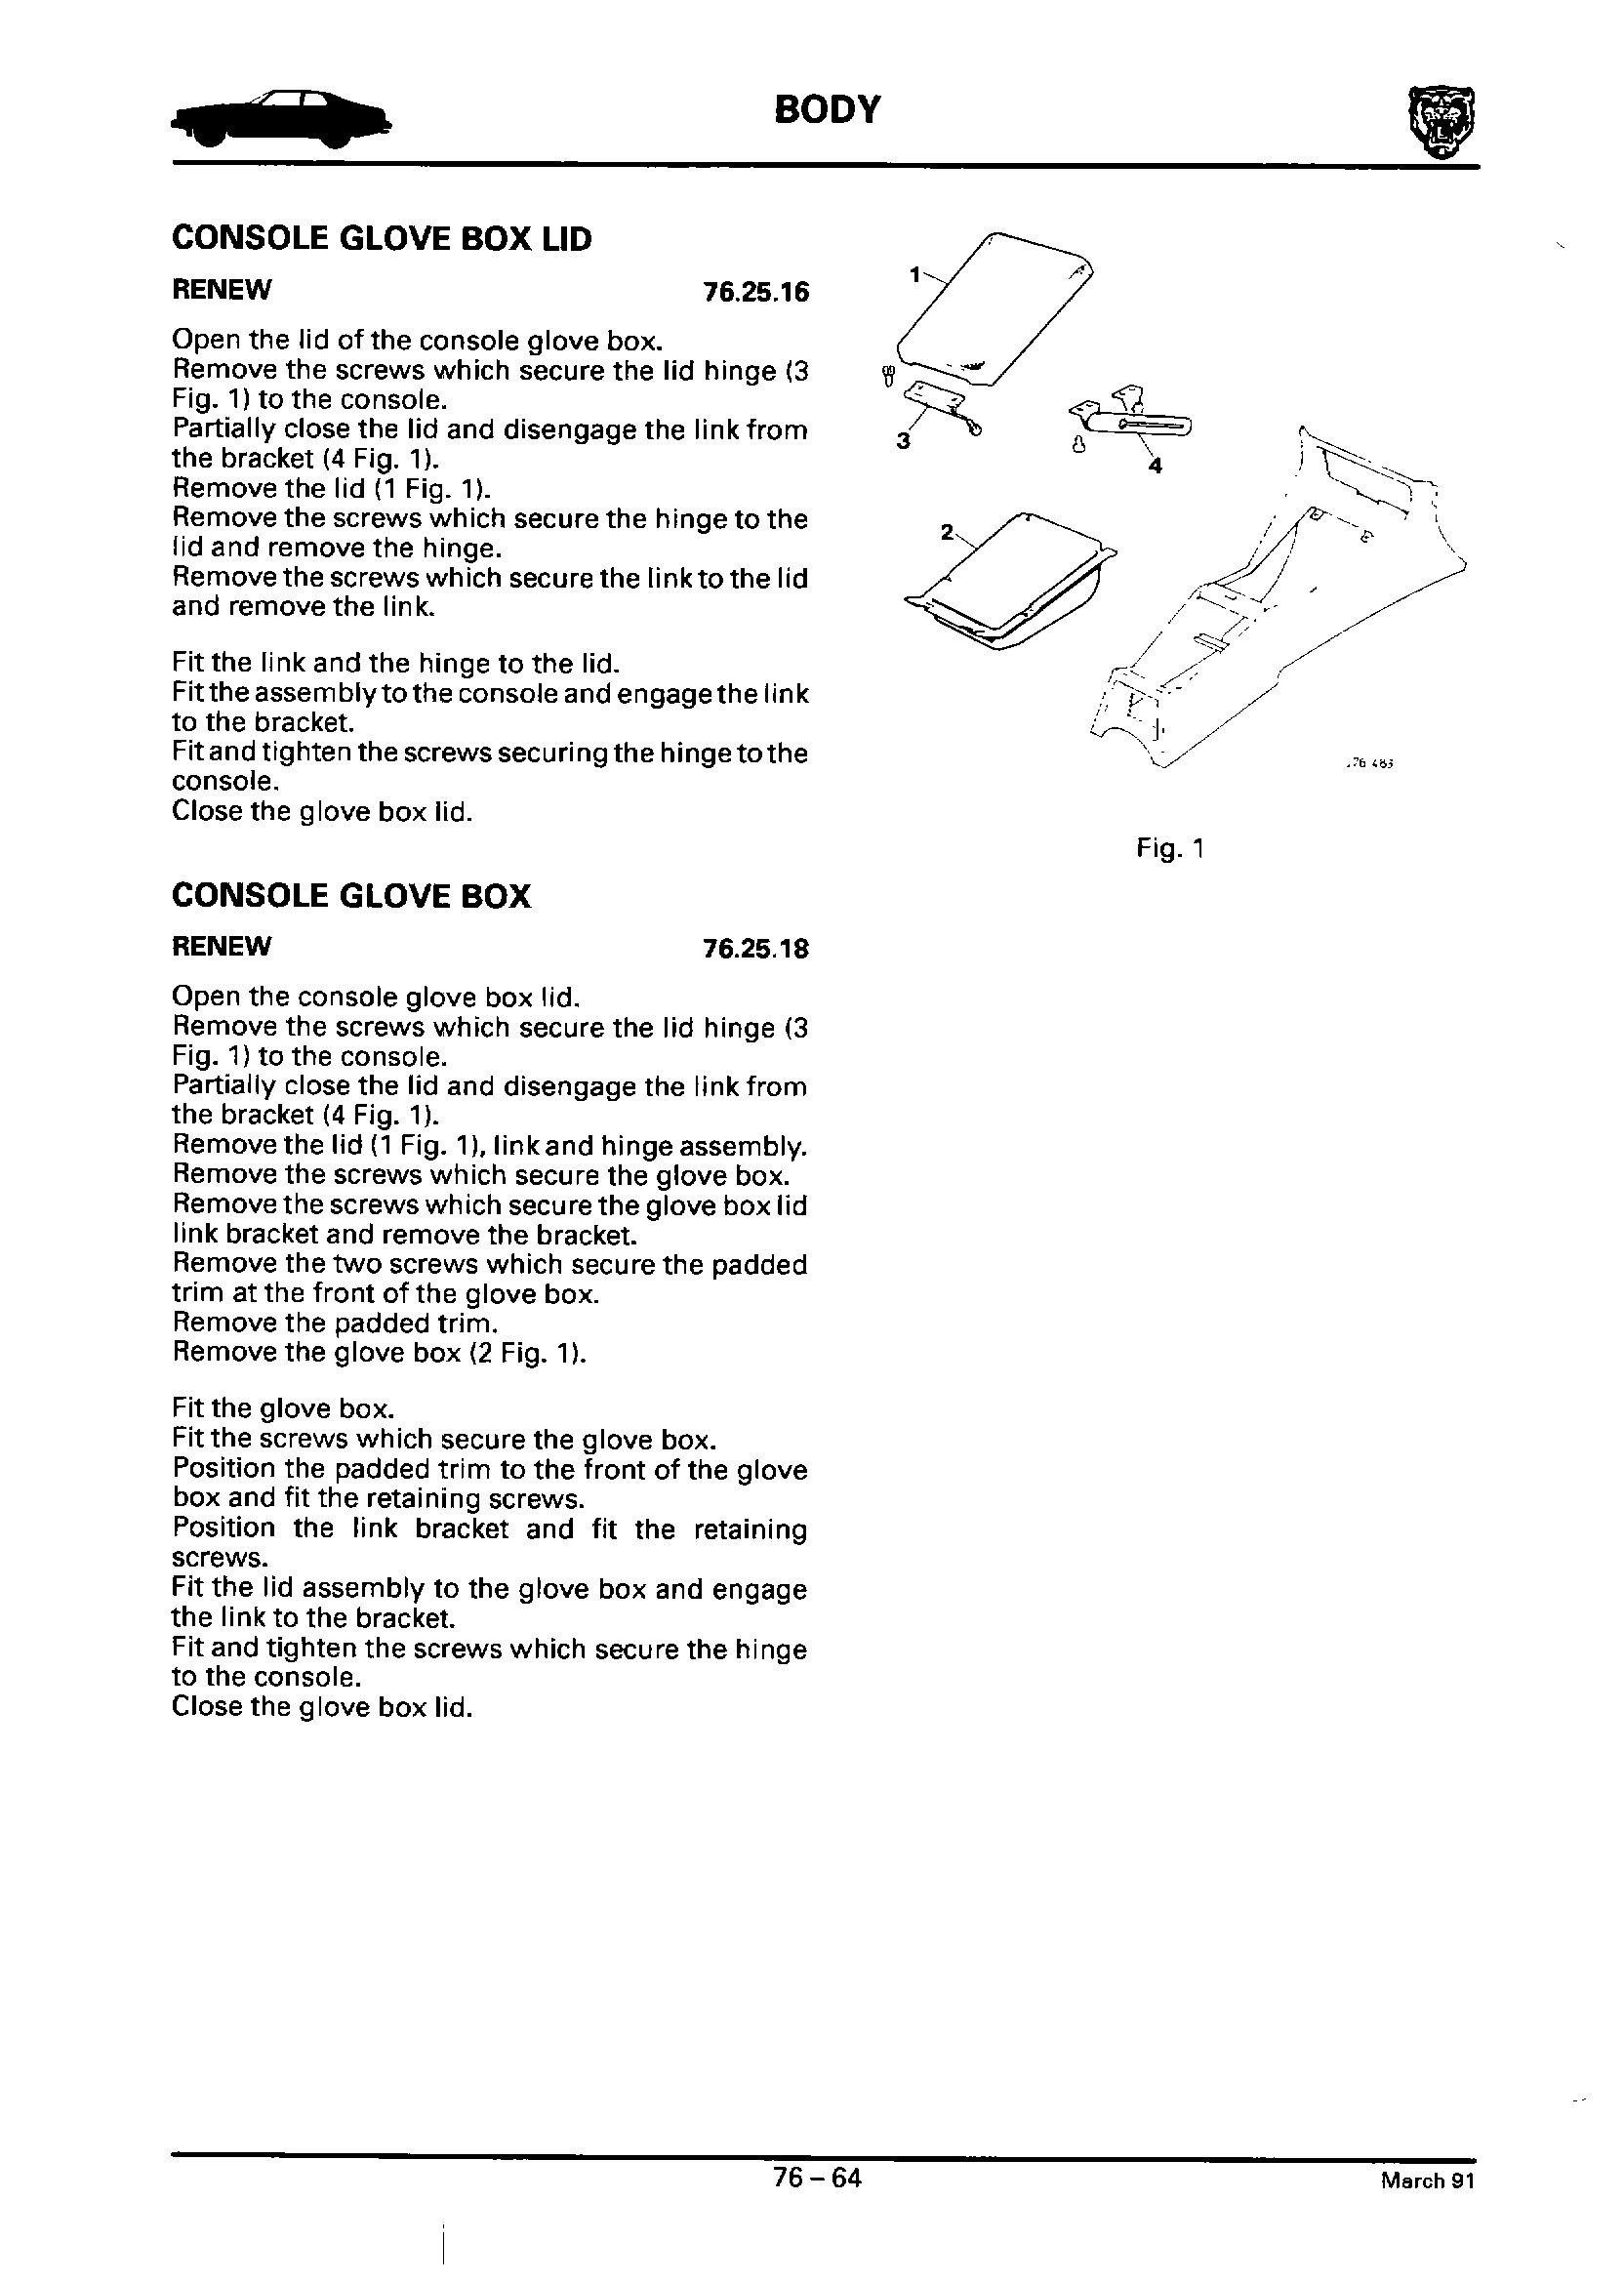 BODY
CONSOLE GLOVE BOX LID
RENEW 76.25.16
Open the lid of the console glove box.
Remove the screws which secure the lid hinge (3
Fig. 1) to the console.
Partially close the lid and disengage the link from
the bracket (4 Fig. 1).
Remove the lid (1 Fig. 1).
Remove the screws which secure the hinge to the
lid and remove the hinge.
Remove the screws which secure the link to the lid
and remove the link.
Fit the link and the hinge to the lid.
Fit the assembly to the console and engage the link
to the bracket.
Fit and tighten the screws securing the hinge to the
console.
Close the glove box lid.
CONSOLE GLOVE BOX
RENEW 76.25.18
Open the console glove box lid.
Remove the screws which secure the lid hinge (3
Fig. 1) to the console.
Partially close the lid and disengage the link from
the bracket (4 Fig. 1).
Remove the lid (1 Fig. 1), link and hinge assembly.
Remove the screws which secure the glove box.
Remove the screws which secure the glove box lid
link bracket and remove the bracket.
Remove the two screws which secure the padded
trim at the front of the glove box.
Remove the padded trim.
Remove the glove box (2 Fig. 1).
Fit the glove box.
Fit the screws which secure the glove box.
Position the padded trim to the front of the glove
box and fit the retaining screws.
Position the link bracket and fit the retaining
screws.
Fit the lid assembly to the glove box and engage
the link to the bracket.
Fit and tighten the screws which secure the hinge
to the console.
Close the glove box lid.
1
3
4
2
Fig. 1
76 – 64
March 91